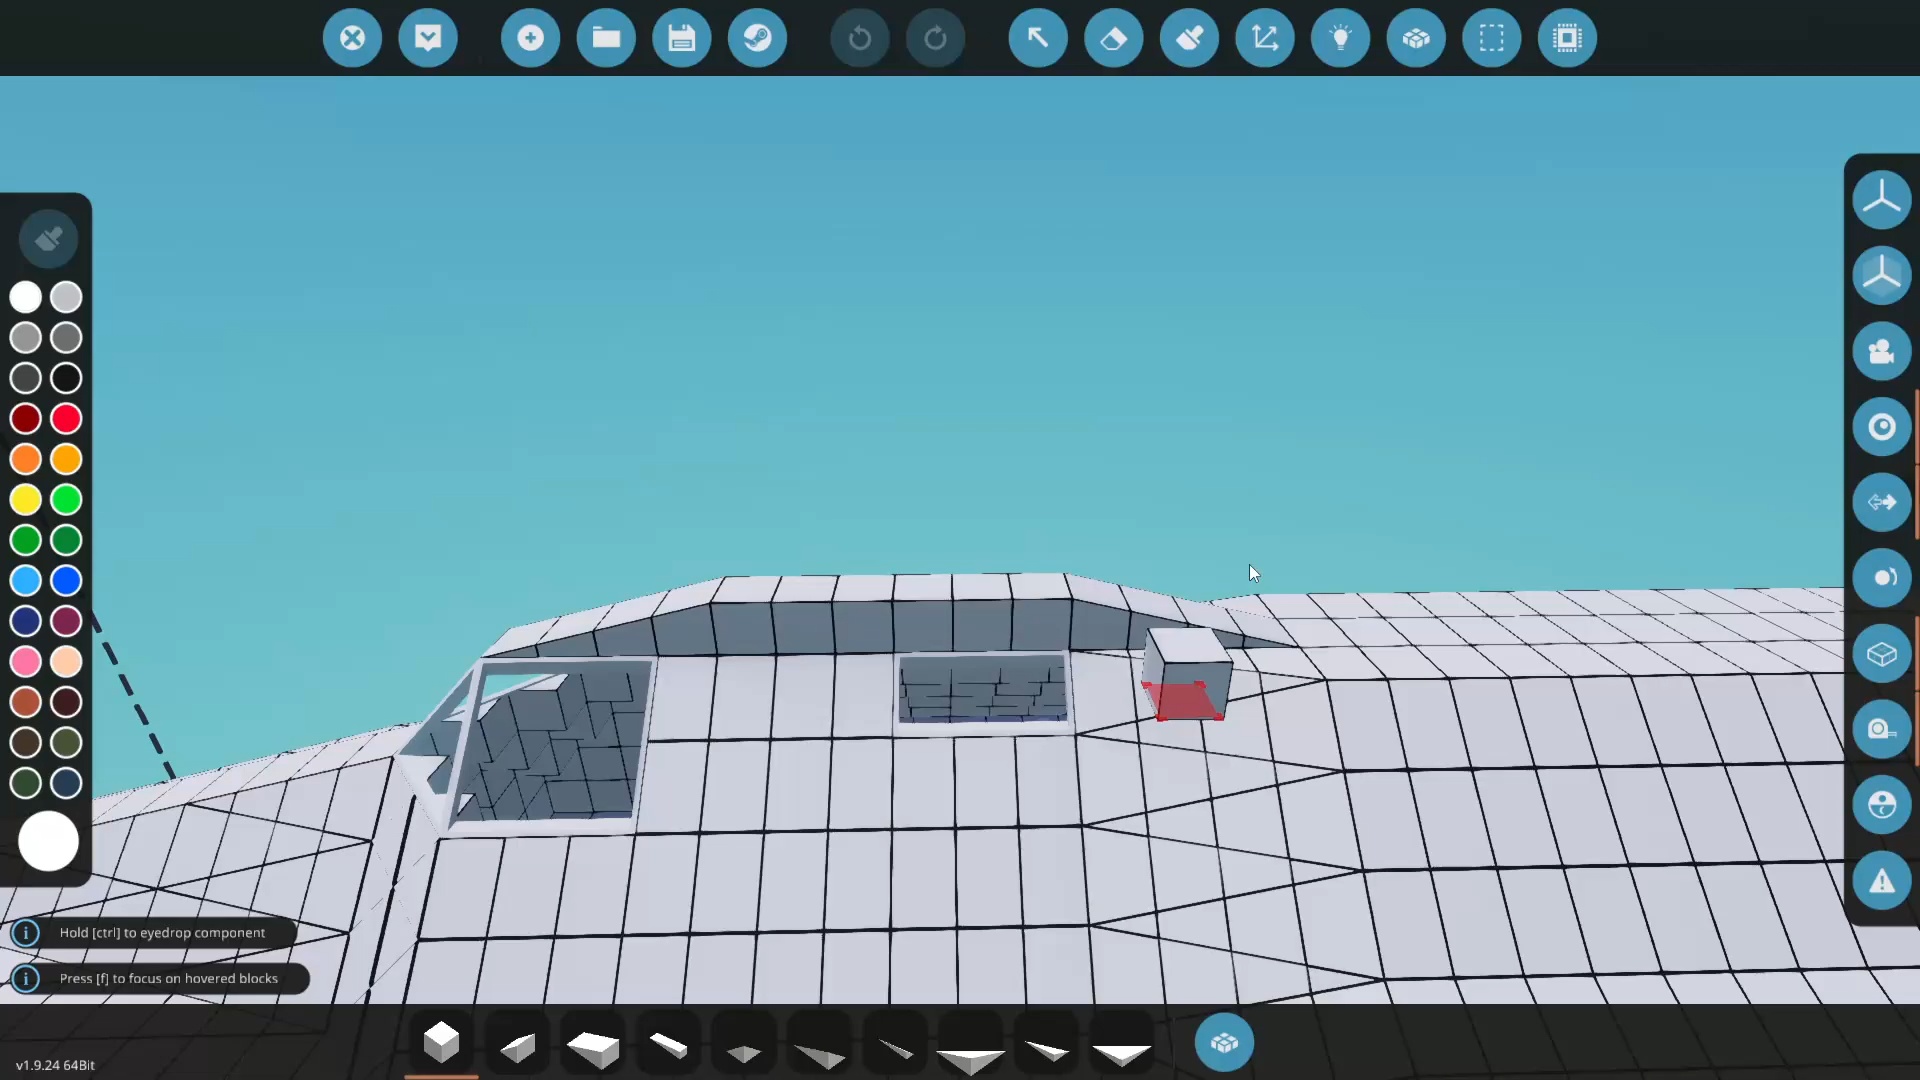 Hold [ctrl] to eyedrop component
Press [f] to focus on hovered blocks
v1.9.24 64Bit